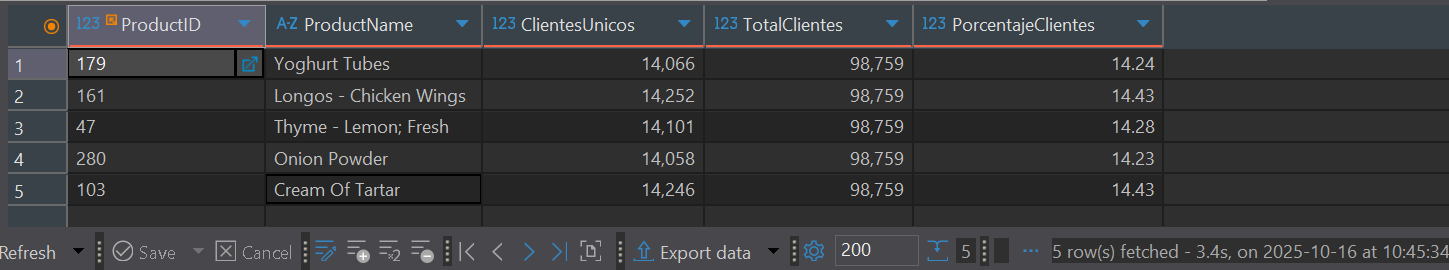 123 ProductID A-Z ProductName 123 ClientesUnicos 123 TotalClientes 123 PorcentajeClientes
1 179 Yoghurt Tubes 14,066 98,759 14.24
2 161 Longos - Chicken Wings 14,252 98,759 14.43
3 47 Thyme - Lemon; Fresh 14,101 98,759 14.28
4 280 Onion Powder 14,058 98,759 14.23
5 103 Cream Of Tartar 14,246 98,759 14.43
Refresh Save Cancel Export data 200 5 ... 5 row(s) fetched - 3.4s, on 2025-10-16 at 10:45:34